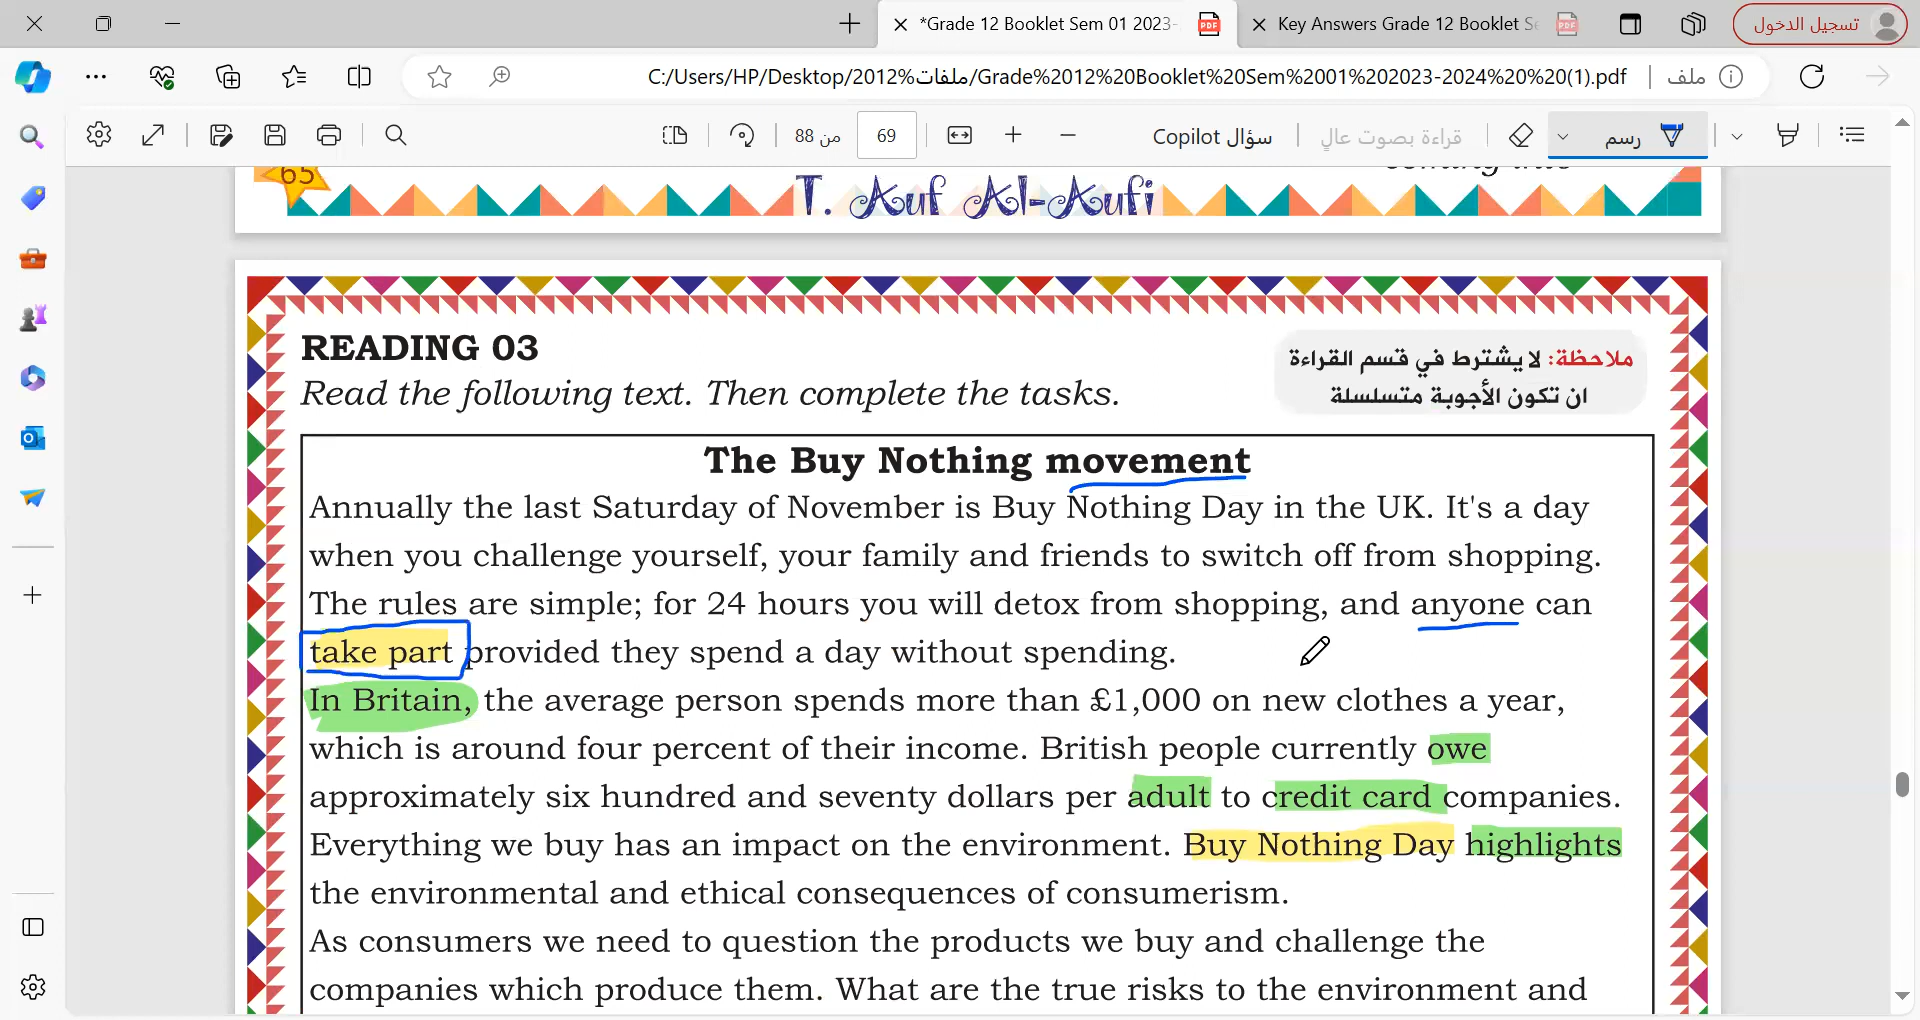 *Grade 12 Booklet Sem 01 2023-
Key Answers Grade 12 Booklet Se
تسجيل الدخول
C:/Users/HP/Desktop/2012%ملفات/Grade%2012%20Booklet%20Sem%2001%202023-2024%20%20(1).pdf
ملف
88 من
69
سؤال Copilot
قراءة بصوت عالٍ
رسم
65
T. Auf Al-Aufi
READING 03
ملاحظة: لا يشترط في قسم القراءة
ان تكون الأجوبة متسلسلة
Read the following text. Then complete the tasks.
The Buy Nothing movement
Annually the last Saturday of November is Buy Nothing Day in the UK. It's a day
when you challenge yourself, your family and friends to switch off from shopping.
The rules are simple; for 24 hours you will detox from shopping, and anyone can
take part provided they spend a day without spending.
In Britain, the average person spends more than £1,000 on new clothes a year,
which is around four percent of their income. British people currently owe
approximately six hundred and seventy dollars per adult to credit card companies.
Everything we buy has an impact on the environment. Buy Nothing Day highlights
the environmental and ethical consequences of consumerism.
As consumers we need to question the products we buy and challenge the
companies which produce them. What are the true risks to the environment and